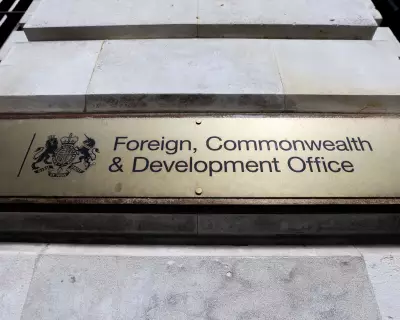 Foreign, Commonwealth
& Development Office